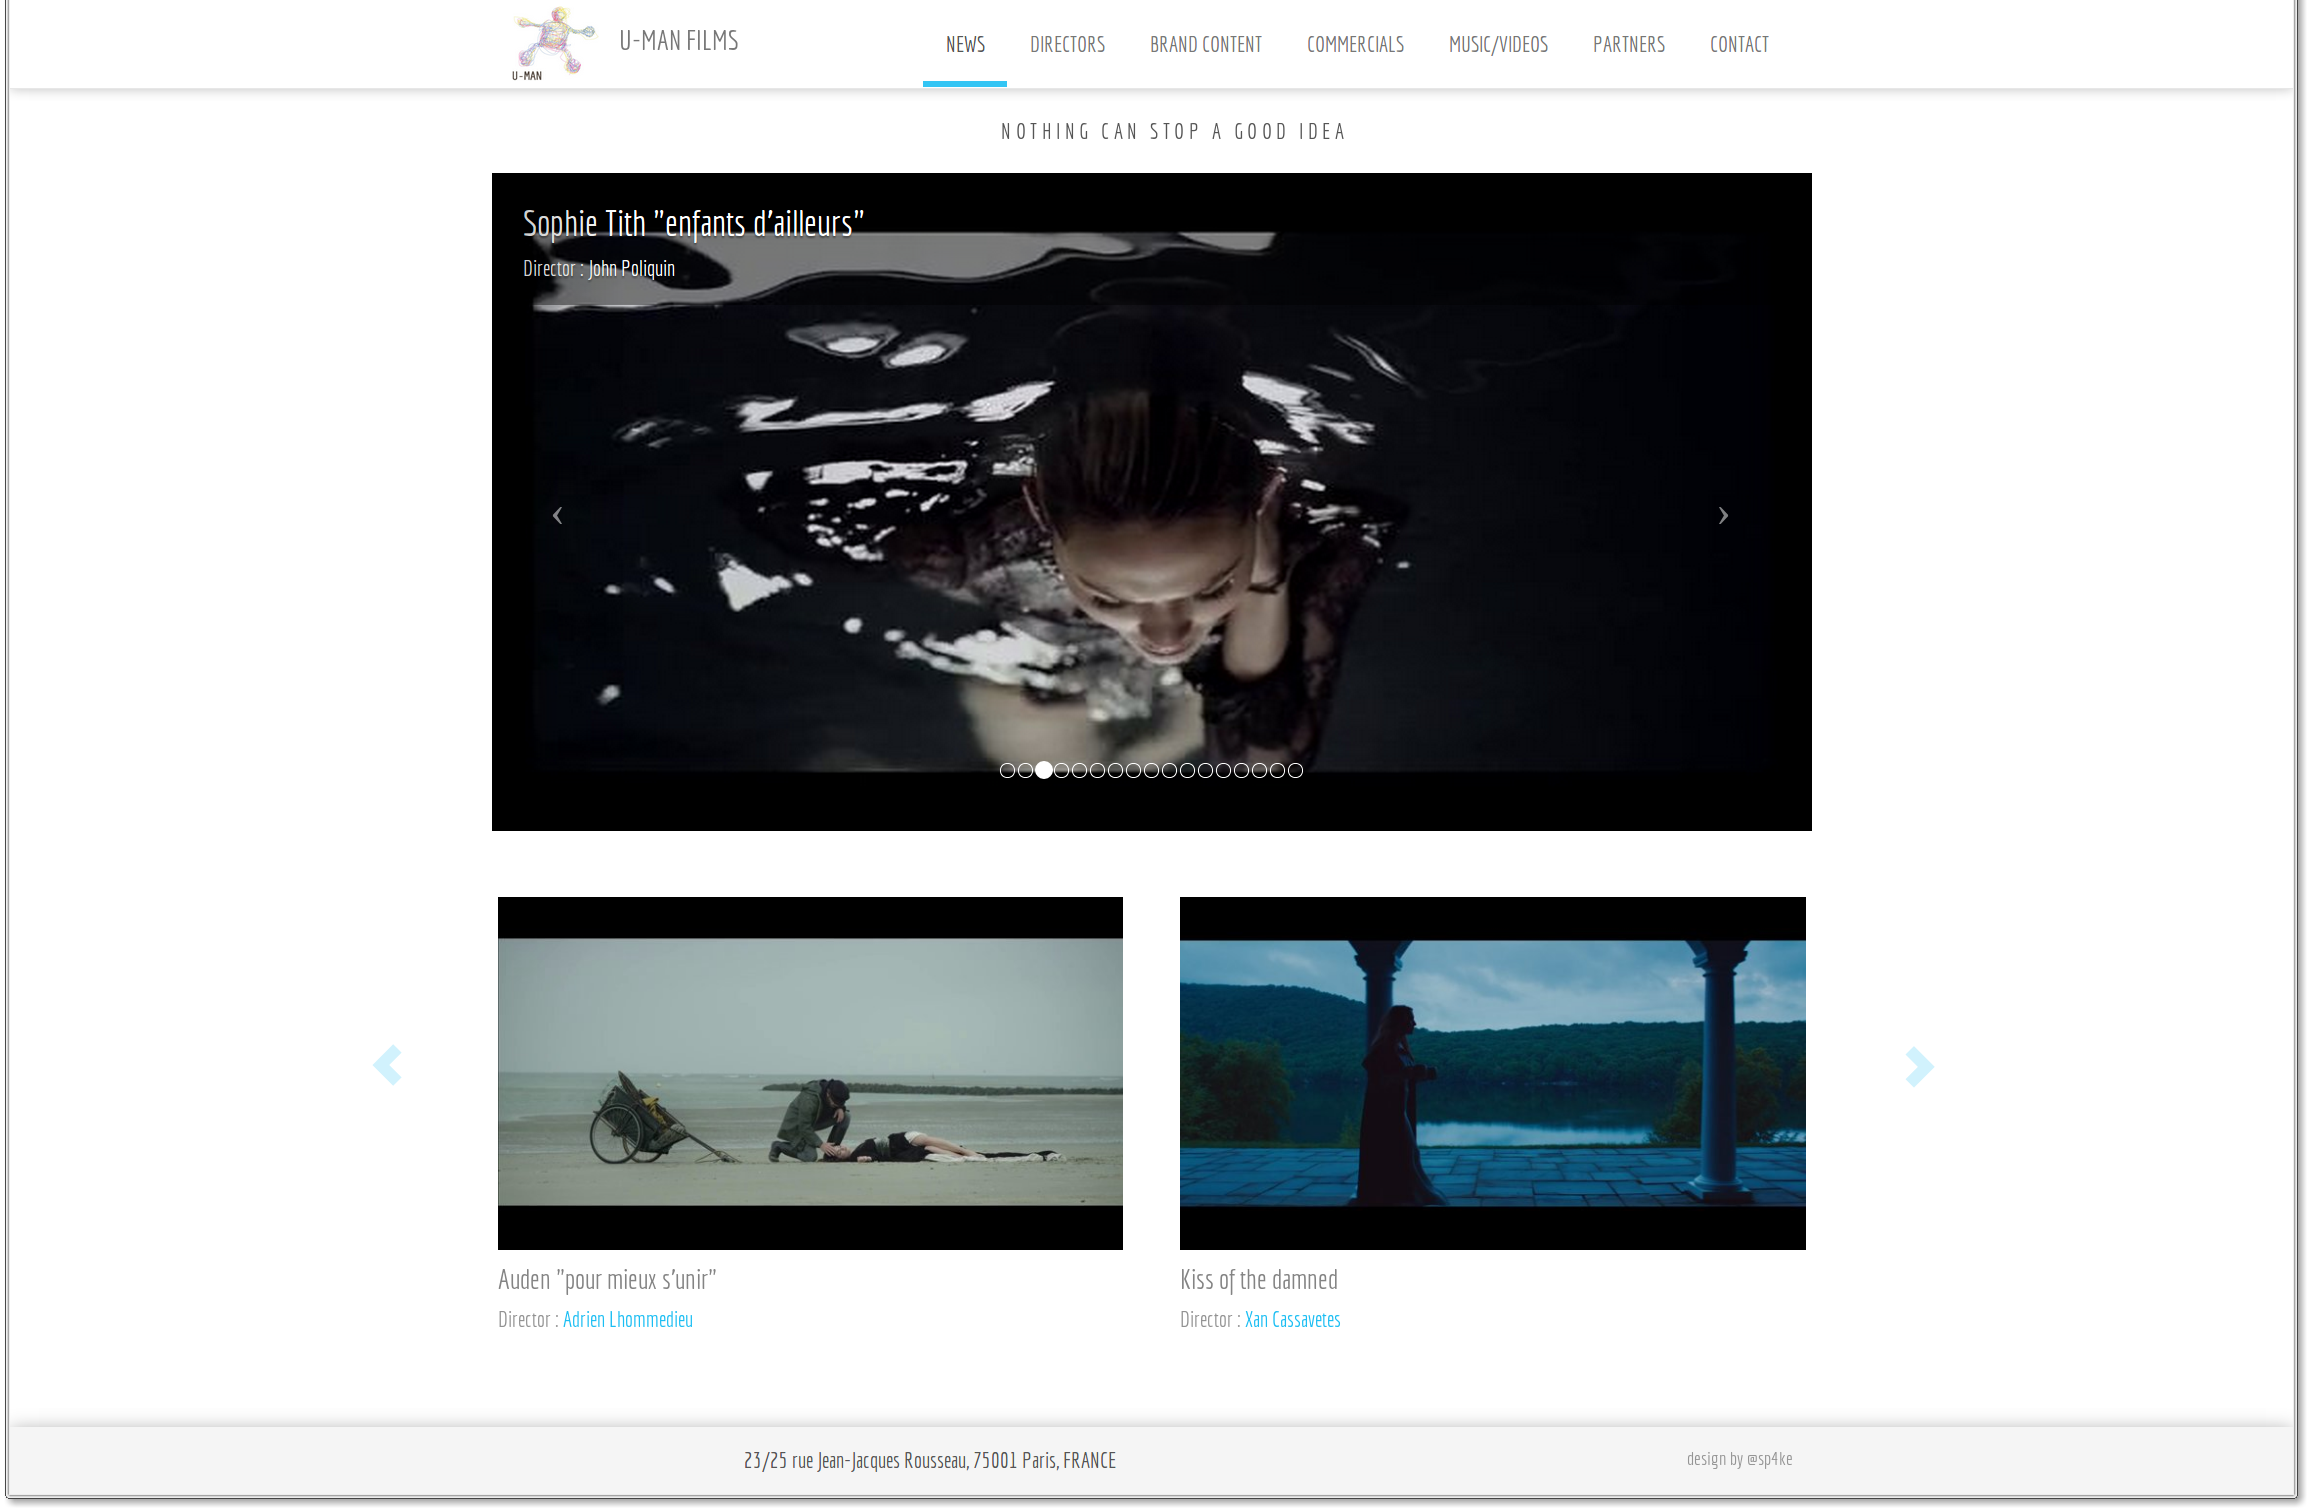 U-MAN
U-MAN FILMS
NEWS DIRECTORS BRAND CONTENT COMMERCIALS MUSIC/VIDEOS PARTNERS CONTACT
NOTHING CAN STOP A GOOD IDEA
Sophie Tith "enfants d'ailleurs"
Director : John Poliquin
Auden "pour mieux s'unir"
Director : Adrien Lhommedieu
Kiss of the damned
Director : Xan Cassavetes
23/25 rue Jean-Jacques Rousseau, 75001 Paris, FRANCE
design by @sp4ke